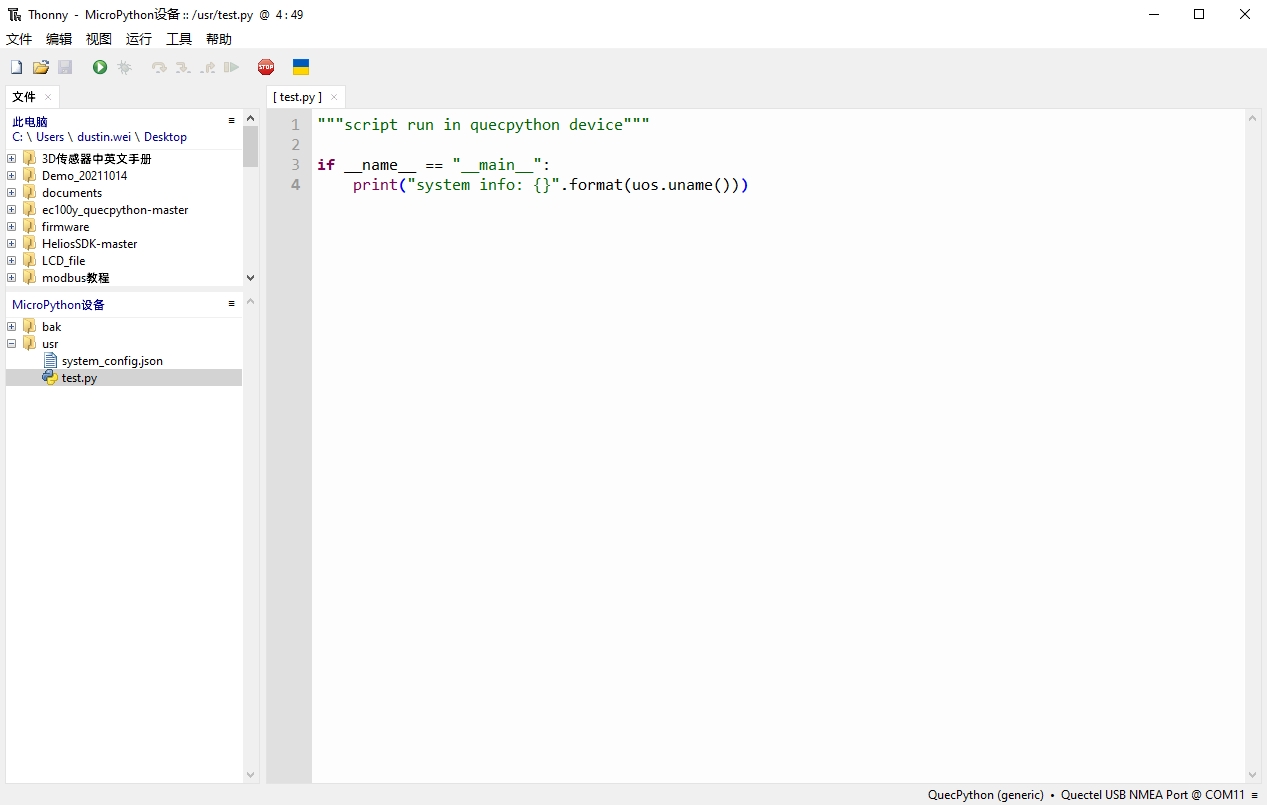 Thonny - MicroPython设备 :: /usr/test.py @ 4 : 49
文件 编辑 视图 运行 工具 帮助
STOP
文件 ×
此电脑 ≡
C: \ Users \ dustin.wei \ Desktop
3D传感器中英文手册
Demo_20211014
documents
ec100y_quecpython-master
firmware
HeliosSDK-master
LCD_file
modbus教程
MicroPython设备 ≡
bak
usr
system_config.json
test.py
[ test.py ] ×
1 """script run in quecpython device"""
2
3 if __name__ == "__main__":
4     print("system info: {}".format(uos.uname()))
QuecPython (generic) • Quectel USB NMEA Port @ COM11 ≡